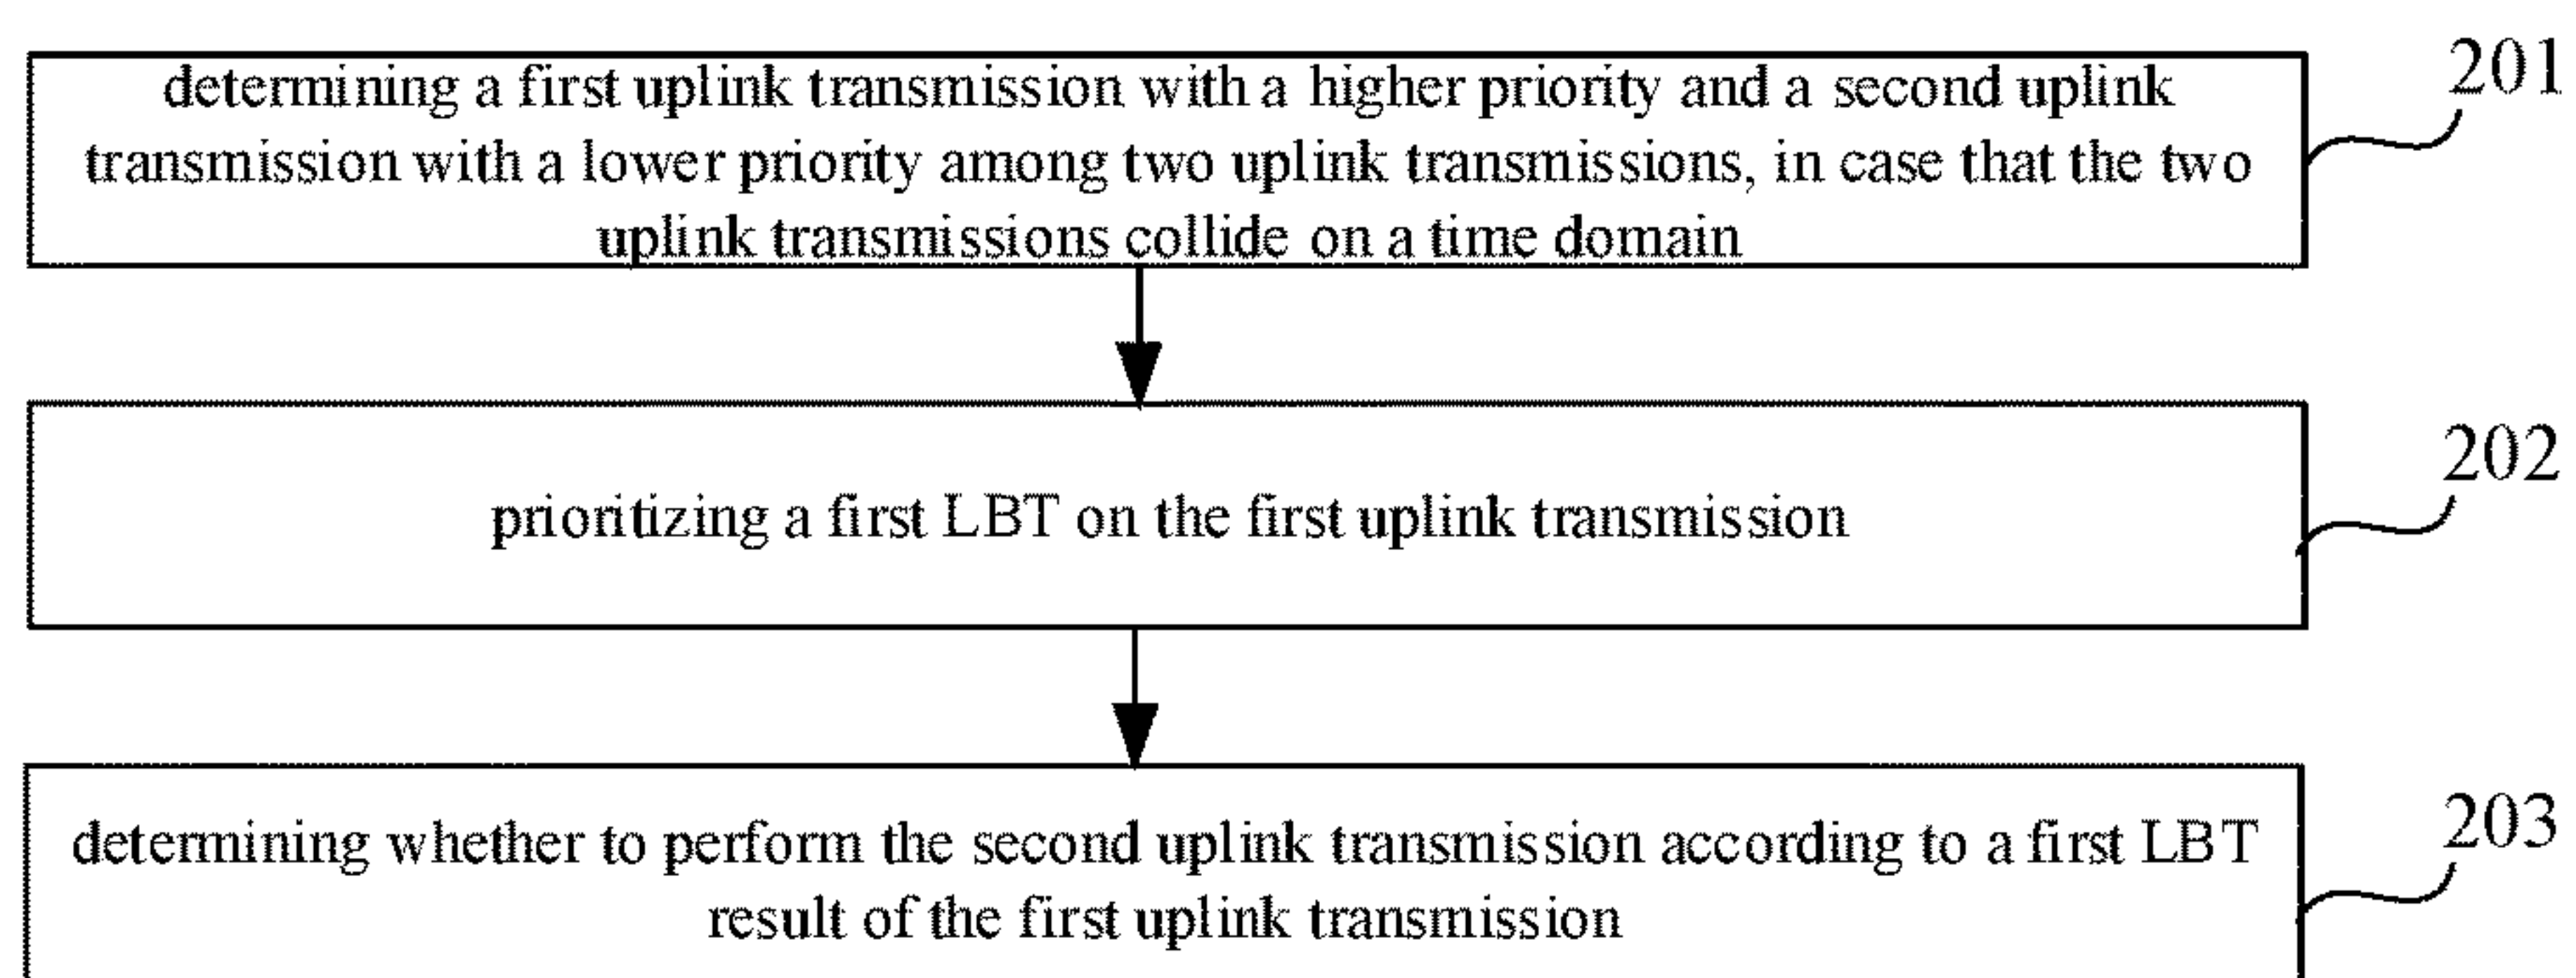 determining a first uplink transmission with a higher priority and a second uplink
transmission with a lower priority among two uplink transmissions, in case that the two
uplink transmissions collide on a time domain
201
prioritizing a first LBT on the first uplink transmission
202
determining whether to perform the second uplink transmission according to a first LBT
result of the first uplink transmission
203